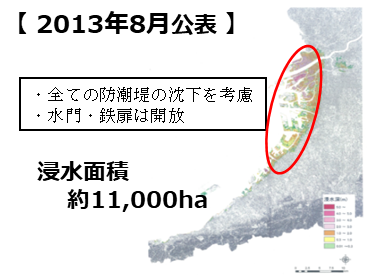 【 2013年8月公表 】
・全ての防潮堤の沈下を考慮
・水門・鉄扉は開放
浸水面積
約11,000ha